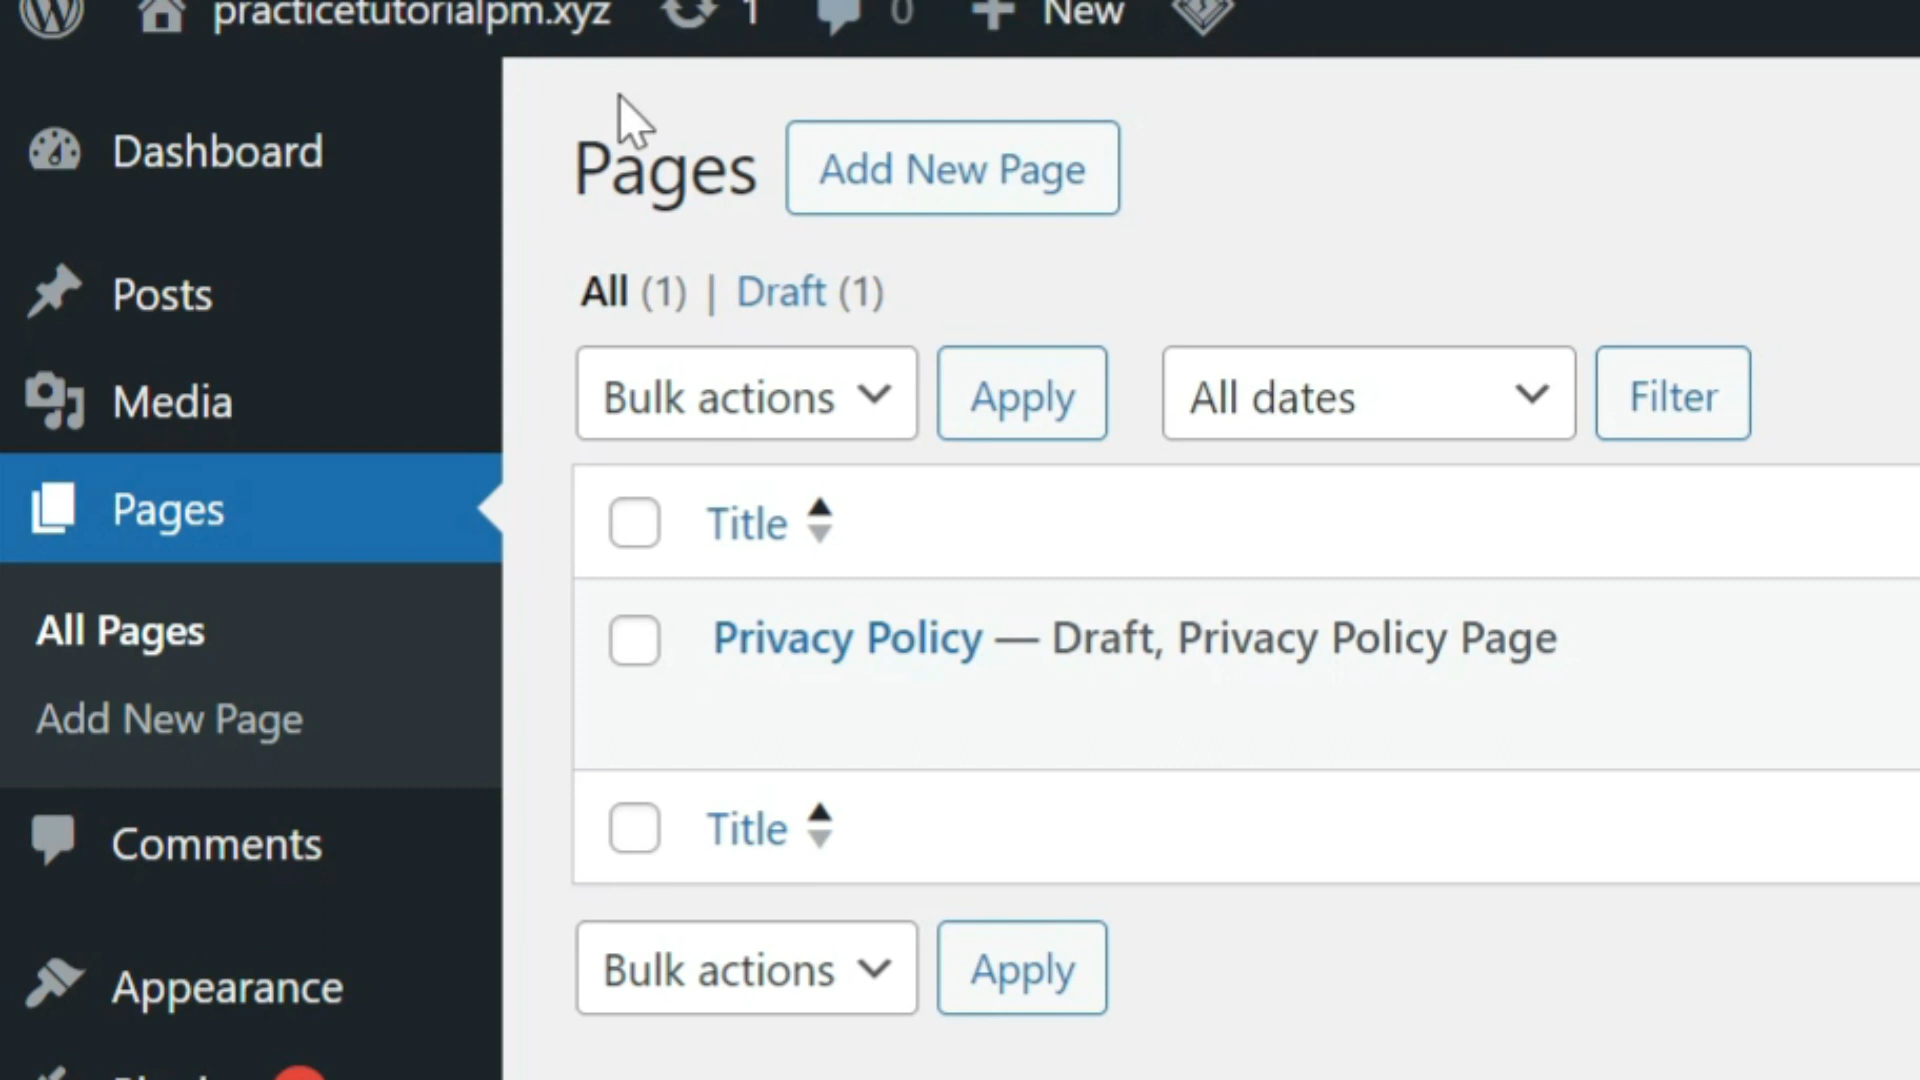 practicetutorialpm.xyz 1 0 New
Dashboard
Posts
Media
Pages
All Pages
Add New Page
Comments
Appearance
Pages Add New Page
All (1) | Draft (1)
Bulk actions Apply All dates Filter
Title
Privacy Policy — Draft, Privacy Policy Page
Title
Bulk actions Apply